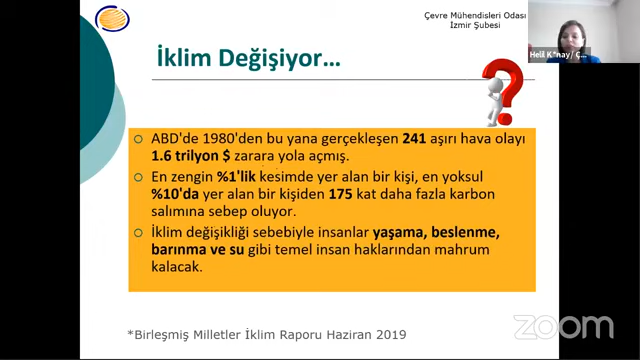 Çevre Mühendisleri Odası
İzmir Şubesi
İklim Değişiyor...
ABD'de 1980'den bu yana gerçekleşen 241 aşırı hava olayı
1.6 trilyon $ zarara yola açmış.
En zengin %1'lik kesimde yer alan bir kişi, en yoksul
%10'da yer alan bir kişiden 175 kat daha fazla karbon
salımına sebep oluyor.
İklim değişikliği sebebiyle insanlar yaşama, beslenme,
barınma ve su gibi temel insan haklarından mahrum
kalacak.
*Birleşmiş Milletler İklim Raporu Haziran 2019
zoom